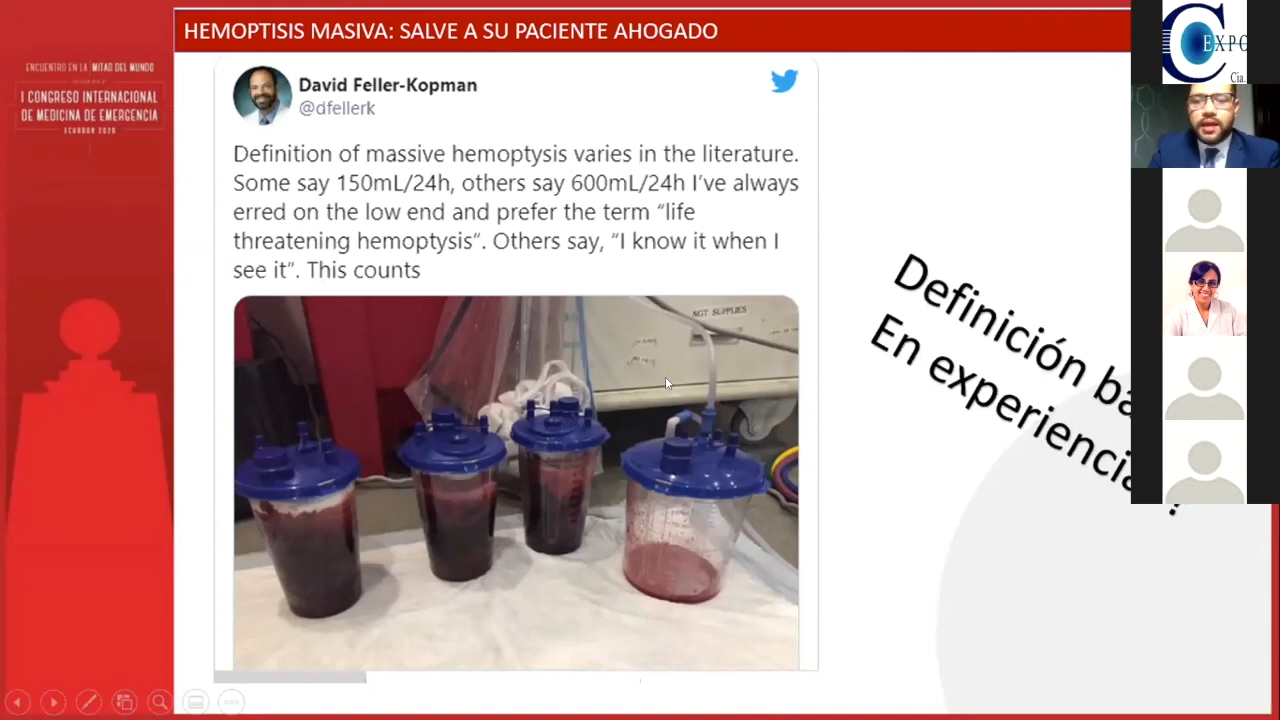 HEMOPTISIS MASIVA: SALVE A SU PACIENTE AHOGADO
ENCUENTRO EN LA MITAD DEL MUNDO
I CONGRESO INTERNACIONAL
DE MEDICINA DE EMERGENCIA
ECUADOR 2020
David Feller-Kopman
@dfellerk
Definition of massive hemoptysis varies in the literature.
Some say 150mL/24h, others say 600mL/24h I've always
erred on the low end and prefer the term "life
threatening hemoptysis". Others say, "I know it when I
see it". This counts
NGT SUPPLIES
Definición ba
En experiencia
?
C
EXPO
Cia.